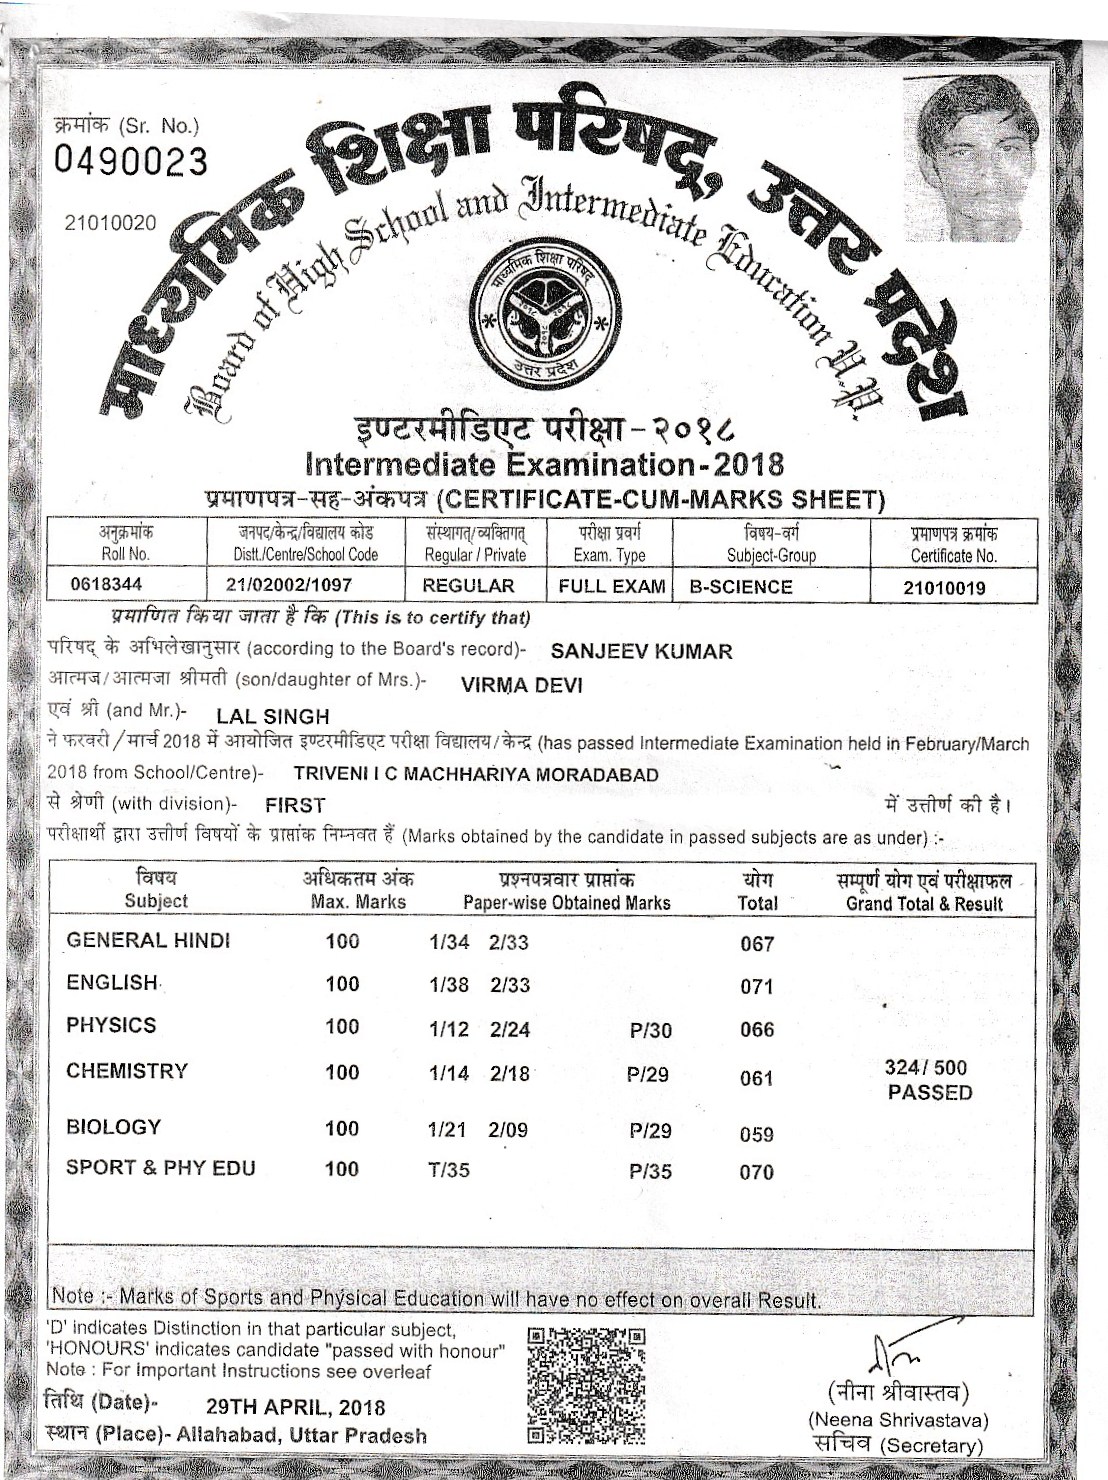 क्रमांक (Sr. No.)
0490023
21010020
माध्यमिक शिक्षा परिषद्, उत्तर प्रदेश
Board of High School and Intermediate Education U.P.
माध्यमिक शिक्षा परिषद्
उत्तर प्रदेश
इण्टरमीडिएट परीक्षा-२०१८
Intermediate Examination-2018
प्रमाणपत्र-सह-अंकपत्र (CERTIFICATE-CUM-MARKS SHEET)
अनुक्रमांक जनपद/केन्द्र/विद्यालय कोड संस्थागत/व्यक्तिगत् परीक्षा प्रवर्ग विषय-वर्ग प्रमाणपत्र क्रमांक
Roll No. Distt./Centre/School Code Regular / Private Exam. Type Subject-Group Certificate No.
0618344 21/02002/1097 REGULAR FULL EXAM B-SCIENCE 21010019
प्रमाणित किया जाता है कि (This is to certify that)
परिषद् के अभिलेखानुसार (according to the Board's record)- SANJEEV KUMAR
आत्मज/आत्मजा श्रीमती (son/daughter of Mrs.)- VIRMA DEVI
एवं श्री (and Mr.)- LAL SINGH
ने फरवरी/मार्च 2018 में आयोजित इण्टरमीडिएट परीक्षा विद्यालय/केन्द्र (has passed Intermediate Examination held in February/March
2018 from School/Centre)- TRIVENI I C MACHHARIYA MORADABAD
से श्रेणी (with division)- FIRST में उत्तीर्ण की है।
परीक्षार्थी द्वारा उत्तीर्ण विषयों के प्राप्तांक निम्नवत हैं (Marks obtained by the candidate in passed subjects are as under) :-
विषय अधिकतम अंक प्रश्नपत्रवार प्राप्तांक योग सम्पूर्ण योग एवं परीक्षाफल
Subject Max. Marks Paper-wise Obtained Marks Total Grand Total & Result
GENERAL HINDI 100 1/34 2/33 067
ENGLISH 100 1/38 2/33 071
PHYSICS 100 1/12 2/24 P/30 066
CHEMISTRY 100 1/14 2/18 P/29 061 324/ 500
PASSED
BIOLOGY 100 1/21 2/09 P/29 059
SPORT & PHY EDU 100 T/35 P/35 070
Note :- Marks of Sports and Physical Education will have no effect on overall Result.
'D' indicates Distinction in that particular subject,
'HONOURS' indicates candidate "passed with honour"
Note : For Important Instructions see overleaf
तिथि (Date)- 29TH APRIL, 2018
स्थान (Place)- Allahabad, Uttar Pradesh
(नीना श्रीवास्तव)
(Neena Shrivastava)
सचिव (Secretary)